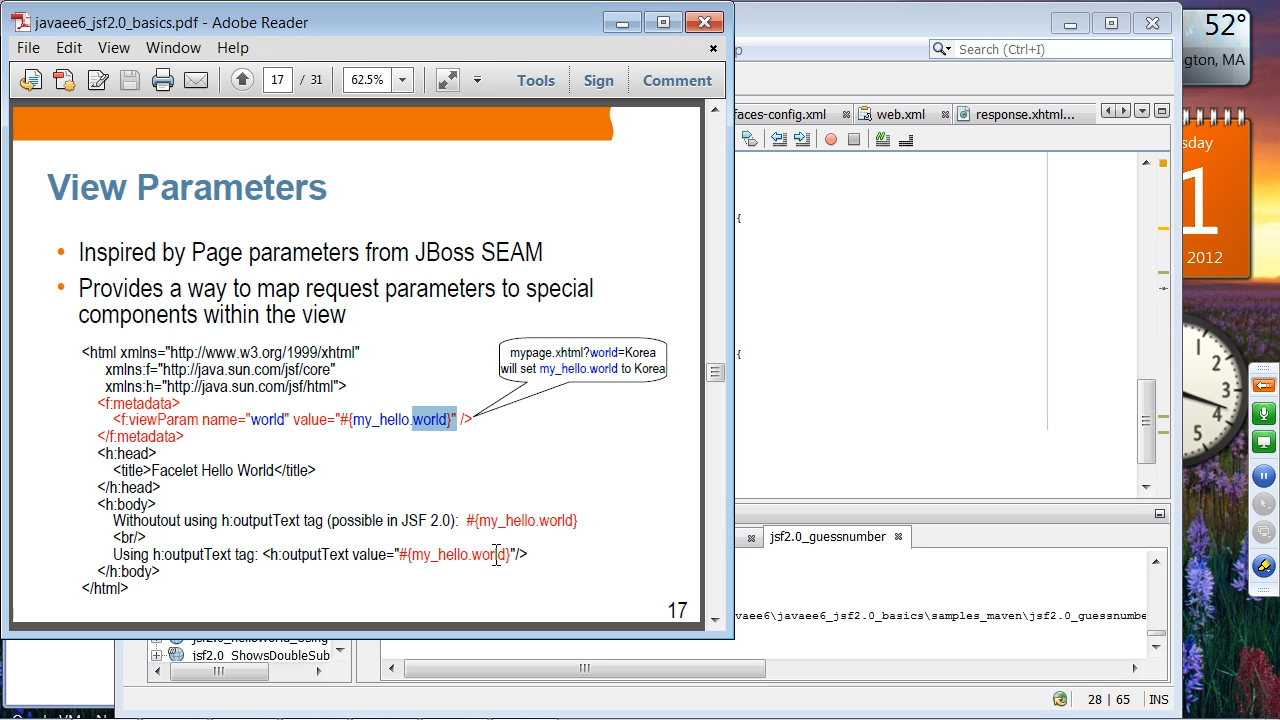 javaee6_jsf2.0_basics.pdf - Adobe Reader
File Edit View Window Help
17 / 31 62.5% Tools Sign Comment
View Parameters
• Inspired by Page parameters from JBoss SEAM
• Provides a way to map request parameters to special
components within the view
<html xmlns="http://www.w3.org/1999/xhtml"
xmlns:f="http://java.sun.com/jsf/core"
xmlns:h="http://java.sun.com/jsf/html">
<f:metadata>
<f:viewParam name="world" value="#{my_hello.world}" />
</f:metadata>
<h:head>
<title>Facelet Hello World</title>
</h:head>
<h:body>
Withoutout using h:outputText tag (possible in JSF 2.0): #{my_hello.world}
<br/>
Using h:outputText tag: <h:outputText value="#{my_hello.world}"/>
</h:body>
</html>
mypage.xhtml?world=Korea
will set my_hello.world to Korea
17
Search (Ctrl+I)
faces-config.xml web.xml response.xhtml...
{
{
jsf2.0_guessnumber
avaee6\javaee6_jsf2.0_basics\samples_maven\jsf2.0_guessnumbe
jsf2.0_ShowsDoubleSub
28 | 65 INS
52°
gton, MA
sday
1
2012
3
4
5